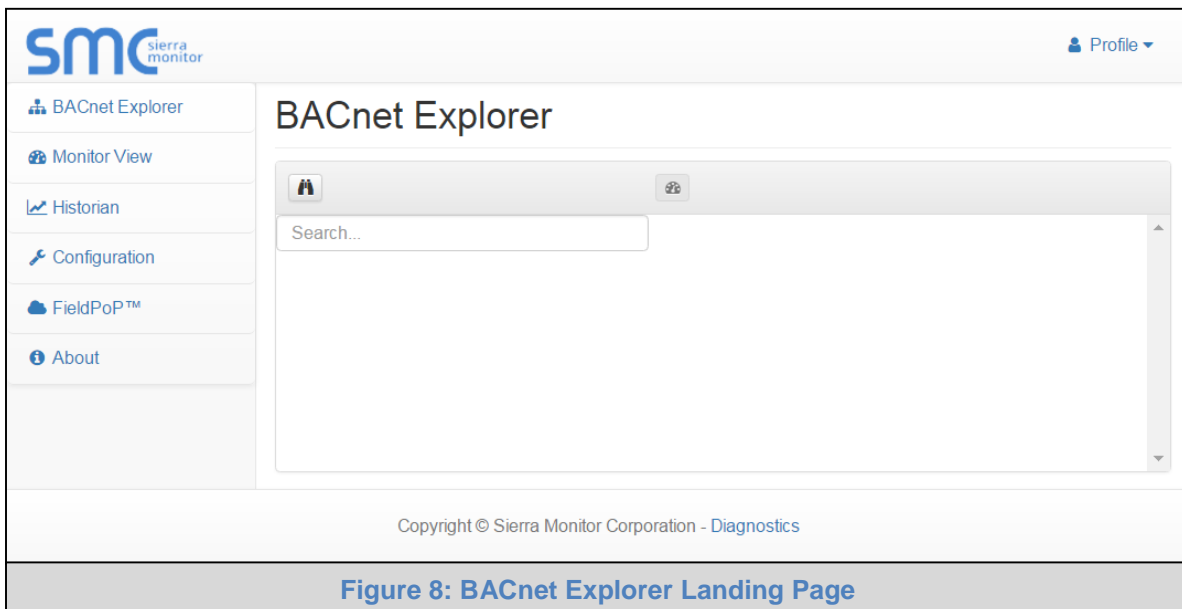 SMC sierra monitor
Profile
BACnet Explorer
Monitor View
Historian
Configuration
FieldPoP™
About
BACnet Explorer
Search...
Copyright © Sierra Monitor Corporation - Diagnostics
Figure 8: BACnet Explorer Landing Page